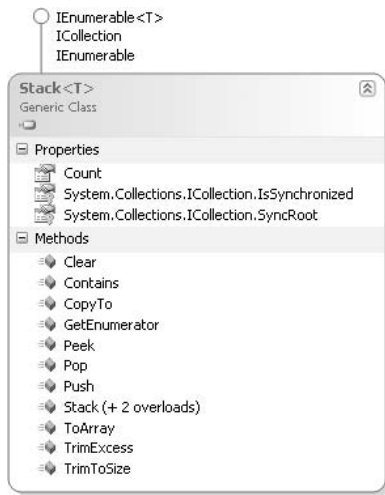 IEnumerable<T>
ICollection
IEnumerable
Stack<T>
Generic Class
Properties
Count
System.Collections.ICollection.IsSynchronized
System.Collections.ICollection.SyncRoot
Methods
Clear
Contains
CopyTo
GetEnumerator
Peek
Pop
Push
Stack (+ 2 overloads)
ToArray
TrimExcess
TrimToSize